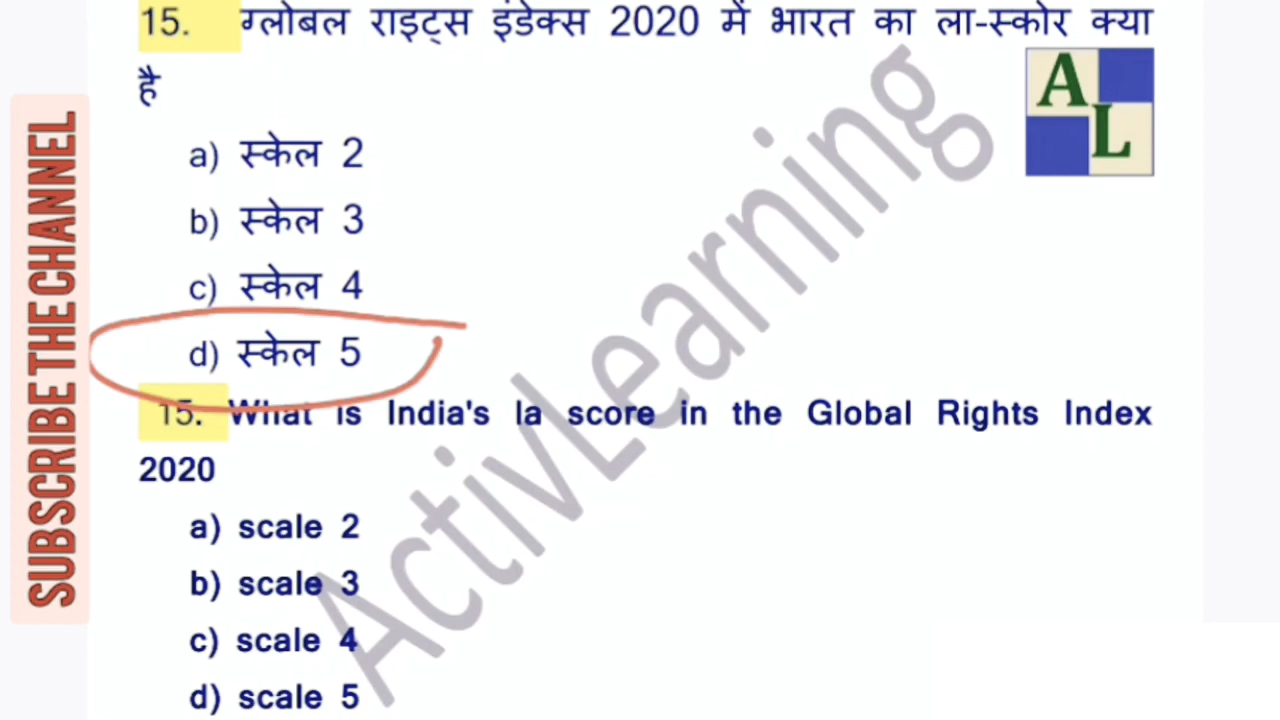 15. ग्लोबल राइट्स इंडेक्स 2020 में भारत का ला-स्कोर क्या
है
a) स्केल 2
b) स्केल 3
c) स्केल 4
d) स्केल 5
15. What is India's la score in the Global Rights Index
2020
a) scale 2
b) scale 3
c) scale 4
d) scale 5
SUBSCRIBE THE CHANNEL
ActivLearning
A
L